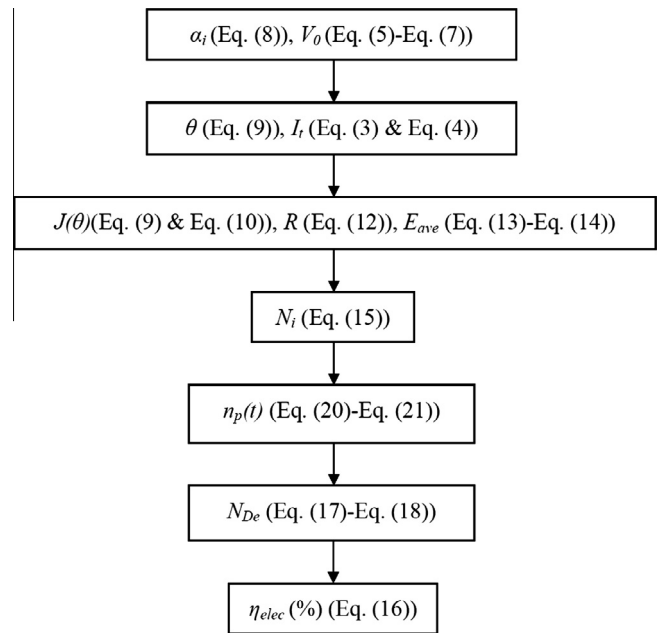 αi (Eq. (8)), V0 (Eq. (5)-Eq. (7))
θ (Eq. (9)), It (Eq. (3) & Eq. (4))
J(θ)(Eq. (9) & Eq. (10)), R (Eq. (12)), Eave (Eq. (13)-Eq. (14))
Ni (Eq. (15))
np(t) (Eq. (20)-Eq. (21))
NDe (Eq. (17)-Eq. (18))
ηelec (%) (Eq. (16))